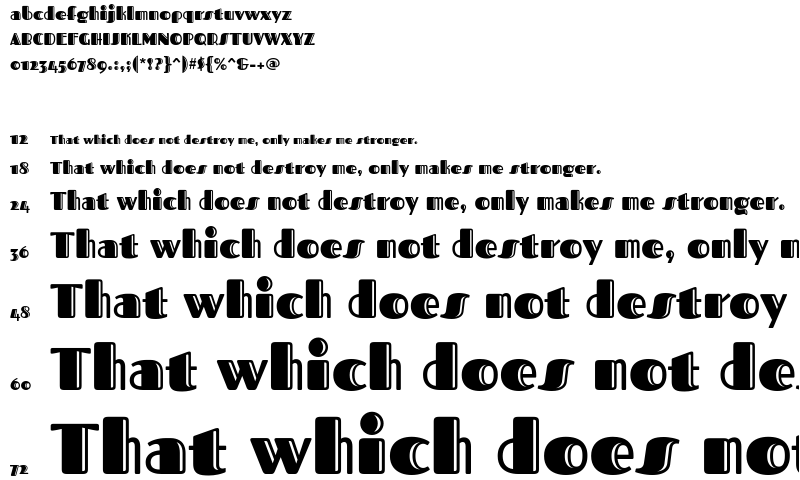 abcdefghijklmnopqrstuvwxyz
ABCDEFGHIJKLMNOPQRSTUVWXYZ
0123456789.:,;(*!?}^)#${%^&-+@
12 That which does not destroy me, only makes me stronger.
18 That which does not destroy me, only makes me stronger.
24 That which does not destroy me, only makes me stronger.
36 That which does not destroy me, only m
48 That which does not destroy
60 That which does not de
72 That which does not